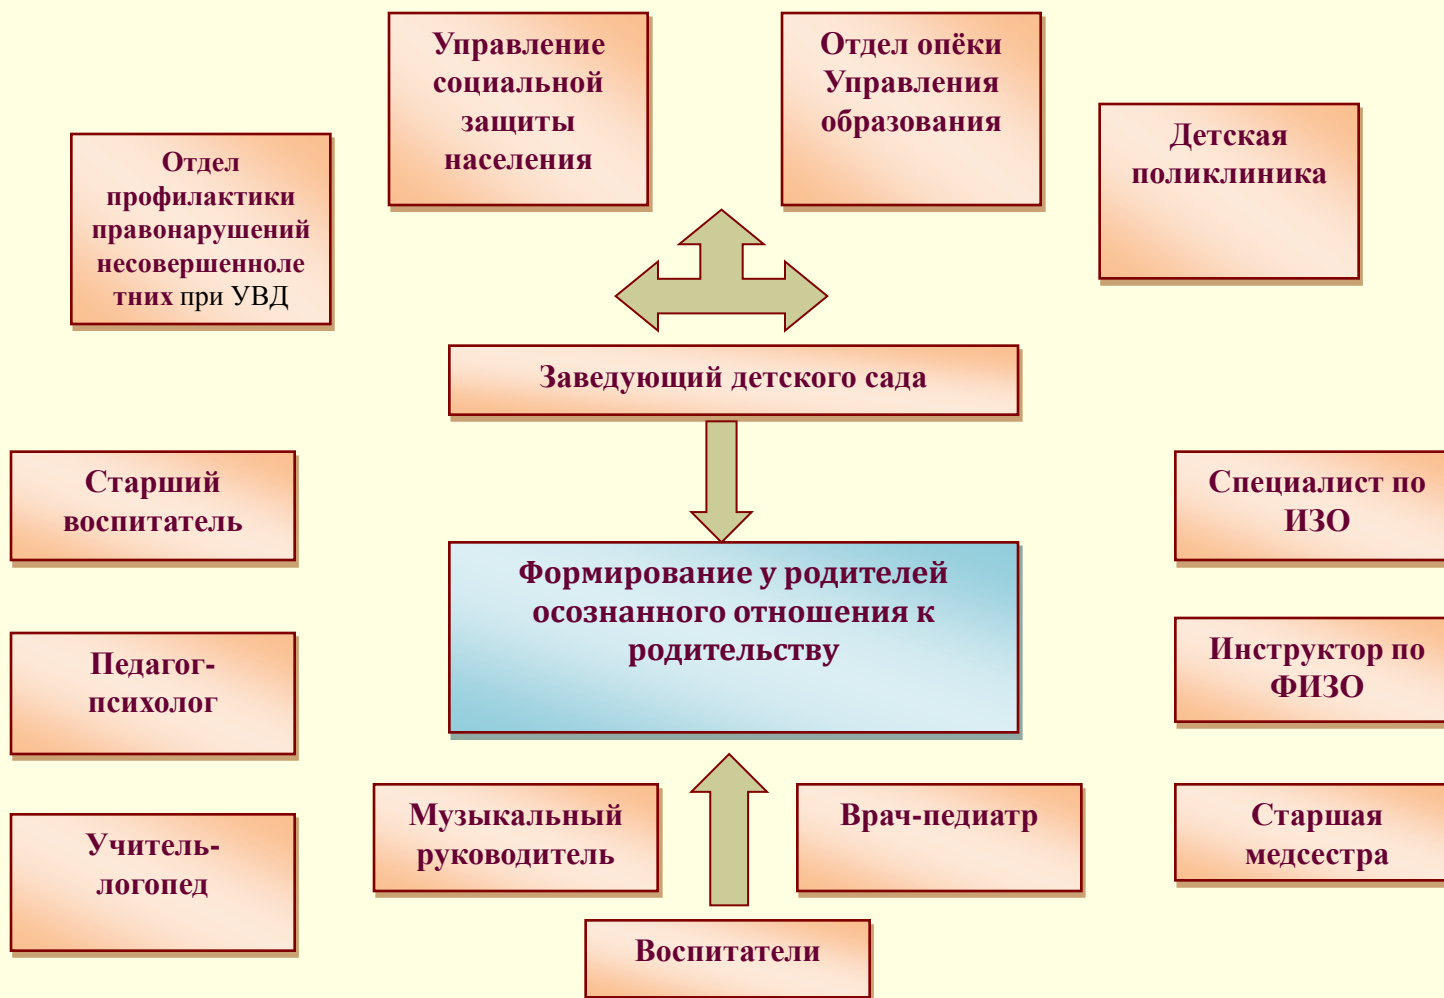 Управление
социальной
защиты
населения
Отдел опёки
Управления
образования
Детская
поликлиника
Отдел
профилактики
правонарушений
несовершенноле
тних при УВД
Заведующий детского сада
Старший
воспитатель
Специалист по
ИЗО
Формирование у родителей
осознанного отношения к
родительству
Педагог-
психолог
Инструктор по
ФИЗО
Музыкальный
руководитель
Врач-педиатр
Старшая
медсестра
Учитель-
логопед
Воспитатели